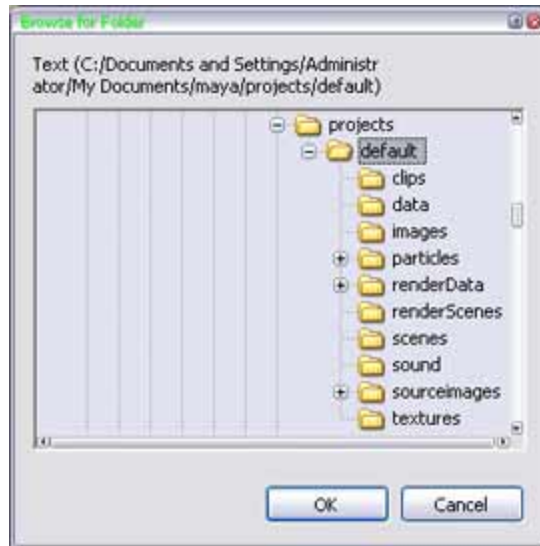 Browse for Folder
Text (C:/Documents and Settings/Administr
ator/My Documents/maya/projects/default)
projects
default
clips
data
images
particles
renderData
renderScenes
scenes
sound
sourceimages
textures
OK
Cancel